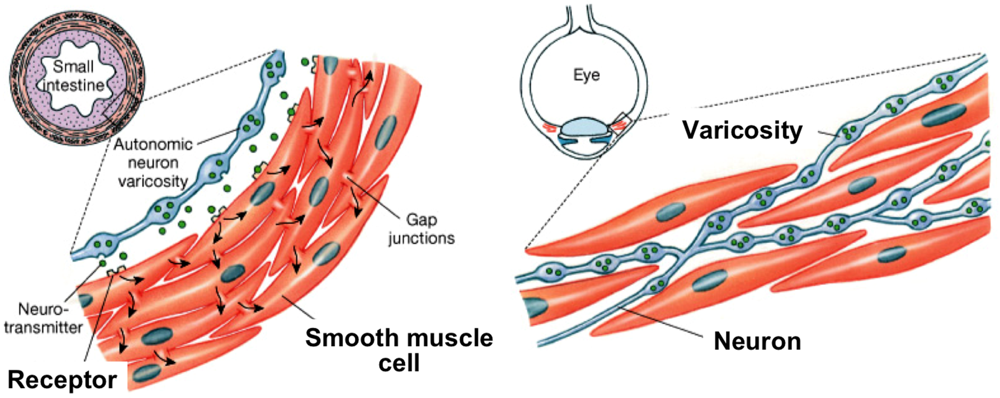 Small
intestine
Autonomic
neuron
varicosity
Gap
junctions
Neuro-
transmitter
Smooth muscle
cell
Receptor
Eye
Varicosity
Neuron